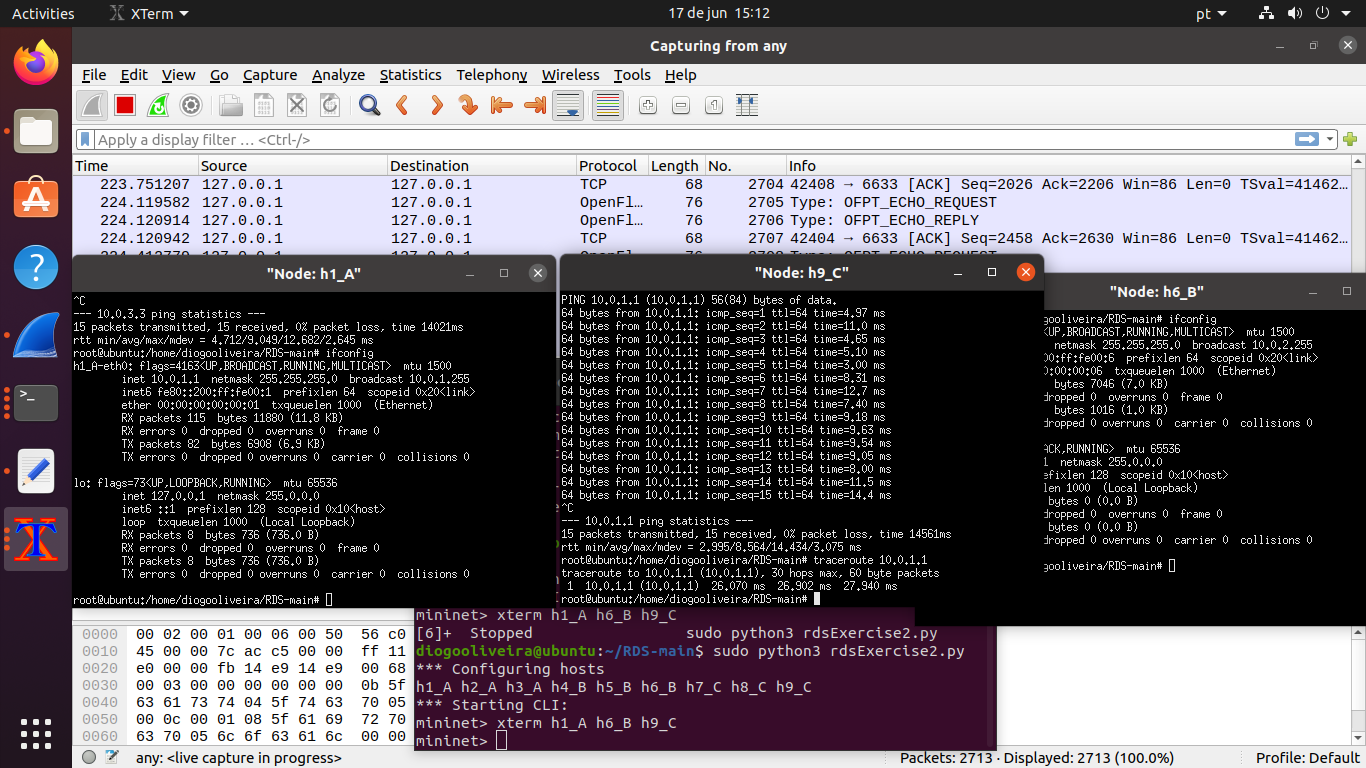 Activities XTerm 17 de jun 15:12 pt
Capturing from any
File Edit View Go Capture Analyze Statistics Telephony Wireless Tools Help
Apply a display filter … <Ctrl-/>
Time Source Destination Protocol Length No. Info
223.751207 127.0.0.1 127.0.0.1 TCP 68 2704 42408 → 6633 [ACK] Seq=2026 Ack=2206 Win=86 Len=0 TSval=41462…
224.119582 127.0.0.1 127.0.0.1 OpenFl… 76 2705 Type: OFPT_ECHO_REQUEST
224.120914 127.0.0.1 127.0.0.1 OpenFl… 76 2706 Type: OFPT_ECHO_REPLY
224.120942 127.0.0.1 127.0.0.1 TCP 68 2707 42404 → 6633 [ACK] Seq=2458 Ack=2630 Win=86 Len=0 TSval=41462…
"Node: h1_A"
^C
--- 10.0.3.3 ping statistics ---
15 packets transmitted, 15 received, 0% packet loss, time 14021ms
rtt min/avg/max/mdev = 4.712/9.049/12.682/2.645 ms
root@ubuntu:/home/diogooliveira/RDS-main# ifconfig
h1_A-eth0: flags=4163<UP,BROADCAST,RUNNING,MULTICAST> mtu 1500
inet 10.0.1.1 netmask 255.255.255.0 broadcast 10.0.1.255
inet6 fe80::200:ff:fe00:1 prefixlen 64 scopeid 0x20<link>
ether 00:00:00:00:00:01 txqueuelen 1000 (Ethernet)
RX packets 115 bytes 11880 (11.8 KB)
RX errors 0 dropped 0 overruns 0 frame 0
TX packets 82 bytes 6908 (6.9 KB)
TX errors 0 dropped 0 overruns 0 carrier 0 collisions 0
lo: flags=73<UP,LOOPBACK,RUNNING> mtu 65536
inet 127.0.0.1 netmask 255.0.0.0
inet6 ::1 prefixlen 128 scopeid 0x10<host>
loop txqueuelen 1000 (Local Loopback)
RX packets 8 bytes 736 (736.0 B)
RX errors 0 dropped 0 overruns 0 frame 0
TX packets 8 bytes 736 (736.0 B)
TX errors 0 dropped 0 overruns 0 carrier 0 collisions 0
root@ubuntu:/home/diogooliveira/RDS-main#
"Node: h9_C"
PING 10.0.1.1 (10.0.1.1) 56(84) bytes of data.
64 bytes from 10.0.1.1: icmp_seq=1 ttl=64 time=4.97 ms
64 bytes from 10.0.1.1: icmp_seq=2 ttl=64 time=11.0 ms
64 bytes from 10.0.1.1: icmp_seq=3 ttl=64 time=4.65 ms
64 bytes from 10.0.1.1: icmp_seq=4 ttl=64 time=5.10 ms
64 bytes from 10.0.1.1: icmp_seq=5 ttl=64 time=3.00 ms
64 bytes from 10.0.1.1: icmp_seq=6 ttl=64 time=8.31 ms
64 bytes from 10.0.1.1: icmp_seq=7 ttl=64 time=12.7 ms
64 bytes from 10.0.1.1: icmp_seq=8 ttl=64 time=7.40 ms
64 bytes from 10.0.1.1: icmp_seq=9 ttl=64 time=9.18 ms
64 bytes from 10.0.1.1: icmp_seq=10 ttl=64 time=9.63 ms
64 bytes from 10.0.1.1: icmp_seq=11 ttl=64 time=9.54 ms
64 bytes from 10.0.1.1: icmp_seq=12 ttl=64 time=9.05 ms
64 bytes from 10.0.1.1: icmp_seq=13 ttl=64 time=8.00 ms
64 bytes from 10.0.1.1: icmp_seq=14 ttl=64 time=11.5 ms
64 bytes from 10.0.1.1: icmp_seq=15 ttl=64 time=14.4 ms
^C
--- 10.0.1.1 ping statistics ---
15 packets transmitted, 15 received, 0% packet loss, time 14561ms
rtt min/avg/max/mdev = 2.995/8.564/14.434/3.075 ms
root@ubuntu:/home/diogooliveira/RDS-main# traceroute 10.0.1.1
traceroute to 10.0.1.1 (10.0.1.1), 30 hops max, 60 byte packets
1 10.0.1.1 (10.0.1.1) 26.070 ms 26.902 ms 27.940 ms
root@ubuntu:/home/diogooliveira/RDS-main#
"Node: h6_B"
ogooliveira/RDS-main# ifconfig
UP,BROADCAST,RUNNING,MULTICAST> mtu 1500
netmask 255.255.255.0 broadcast 10.0.2.255
00:ff:fe00:6 prefixlen 64 scopeid 0x20<link>
0:00:00:06 txqueuelen 1000 (Ethernet)
bytes 7046 (7.0 KB)
dropped 0 overruns 0 frame 0
bytes 1016 (1.0 KB)
dropped 0 overruns 0 carrier 0 collisions 0
ACK,RUNNING> mtu 65536
1 netmask 255.0.0.0
efixlen 128 scopeid 0x10<host>
len 1000 (Local Loopback)
bytes 0 (0.0 B)
dropped 0 overruns 0 frame 0
bytes 0 (0.0 B)
dropped 0 overruns 0 carrier 0 collisions 0
ogooliveira/RDS-main#
0000 00 02 00 01 00 06 00 50 56 c0
0010 45 00 00 7c ac c5 00 00 ff 11
0020 e0 00 00 fb 14 e9 14 e9 00 68
0030 00 03 00 00 00 00 00 00 0b 5f
0040 63 61 73 74 04 5f 74 63 70 05
0050 00 0c 00 01 08 5f 61 69 72 70
0060 63 70 05 6c 6f 63 61 6c 00 00
mininet> xterm h1_A h6_B h9_C
[6]+ Stopped sudo python3 rdsExercise2.py
diogooliveira@ubuntu:~/RDS-main$ sudo python3 rdsExercise2.py
*** Configuring hosts
h1_A h2_A h3_A h4_B h5_B h6_B h7_C h8_C h9_C
*** Starting CLI:
mininet> xterm h1_A h6_B h9_C
mininet>
any: <live capture in progress> Packets: 2713 · Displayed: 2713 (100.0%) Profile: Default